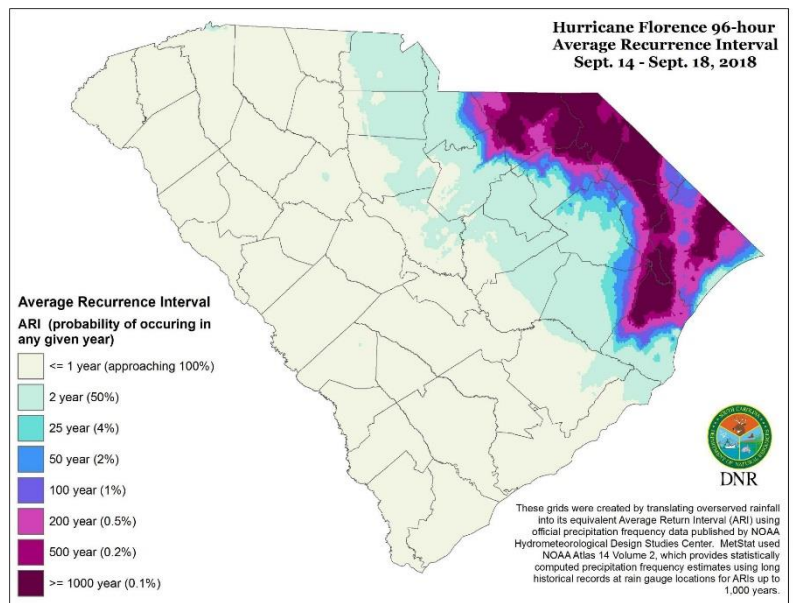 Hurricane Florence 96-hour
Average Recurrence Interval
Sept. 14 - Sept. 18, 2018
Average Recurrence Interval
ARI (probability of occuring in
any given year)
<= 1 year (approaching 100%)
2 year (50%)
25 year (4%)
50 year (2%)
100 year (1%)
200 year (0.5%)
500 year (0.2%)
>= 1000 year (0.1%)
SOUTH CAROLINA
DNR
These grids were created by translating overserved rainfall
into its equivalent Average Return Interval (ARI) using
official precipitation frequency data published by NOAA
Hydrometeorological Design Studies Center. MetStat used
NOAA Atlas 14 Volume 2, which provides statistically
computed precipitation frequency estimates using long
historical records at rain gauge locations for ARIs up to
1,000 years.